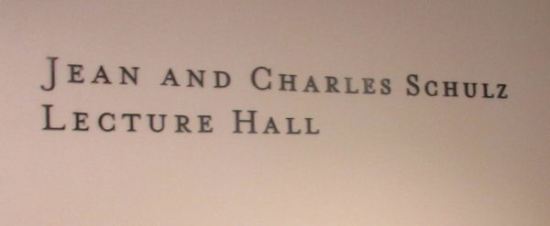 Jean and Charles Schulz
Lecture Hall